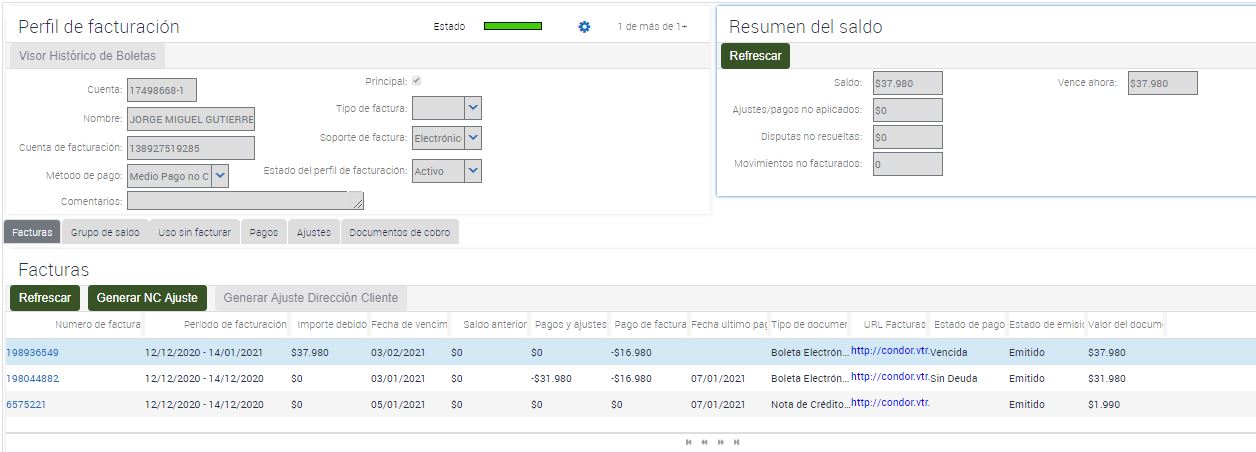 Perfil de facturación
Estado
1 de más de 1+
Visor Histórico de Boletas
Cuenta: 17498668-1
Nombre: JORGE MIGUEL GUTIERRE
Cuenta de facturación: 138927519285
Método de pago: Medio Pago no C
Comentarios:
Principal:
Tipo de factura:
Soporte de factura: Electrónic
Estado del perfil de facturación: Activo
Resumen del saldo
Refrescar
Saldo: $37.980 Vence ahora: $37.980
Ajustes/pagos no aplicados: $0
Disputas no resueltas: $0
Movimientos no facturados: 0
Facturas Grupo de saldo Uso sin facturar Pagos Ajustes Documentos de cobro
Facturas
Refrescar Generar NC Ajuste Generar Ajuste Dirección Cliente
Número de factura Período de facturación Importe debido Fecha de vencim Saldo anterior Pagos y ajustes Pago de factura Fecha último pag Tipo de documen URL Facturas Estado de pago Estado de emisió Valor del docume
198936549 12/12/2020 - 14/01/2021 $37.980 03/02/2021 $0 $0 -$16.980 Boleta Electrón... http://condor.vtr. Vencida Emitido $37.980
198044882 12/12/2020 - 14/12/2020 $0 03/01/2021 $0 -$31.980 -$16.980 07/01/2021 Boleta Electrón... http://condor.vtr. Sin Deuda Emitido $31.980
6575221 12/12/2020 - 14/12/2020 $0 05/01/2021 $0 $0 $0 07/01/2021 Nota de Crédito... http://condor.vtr. Emitido $1.990